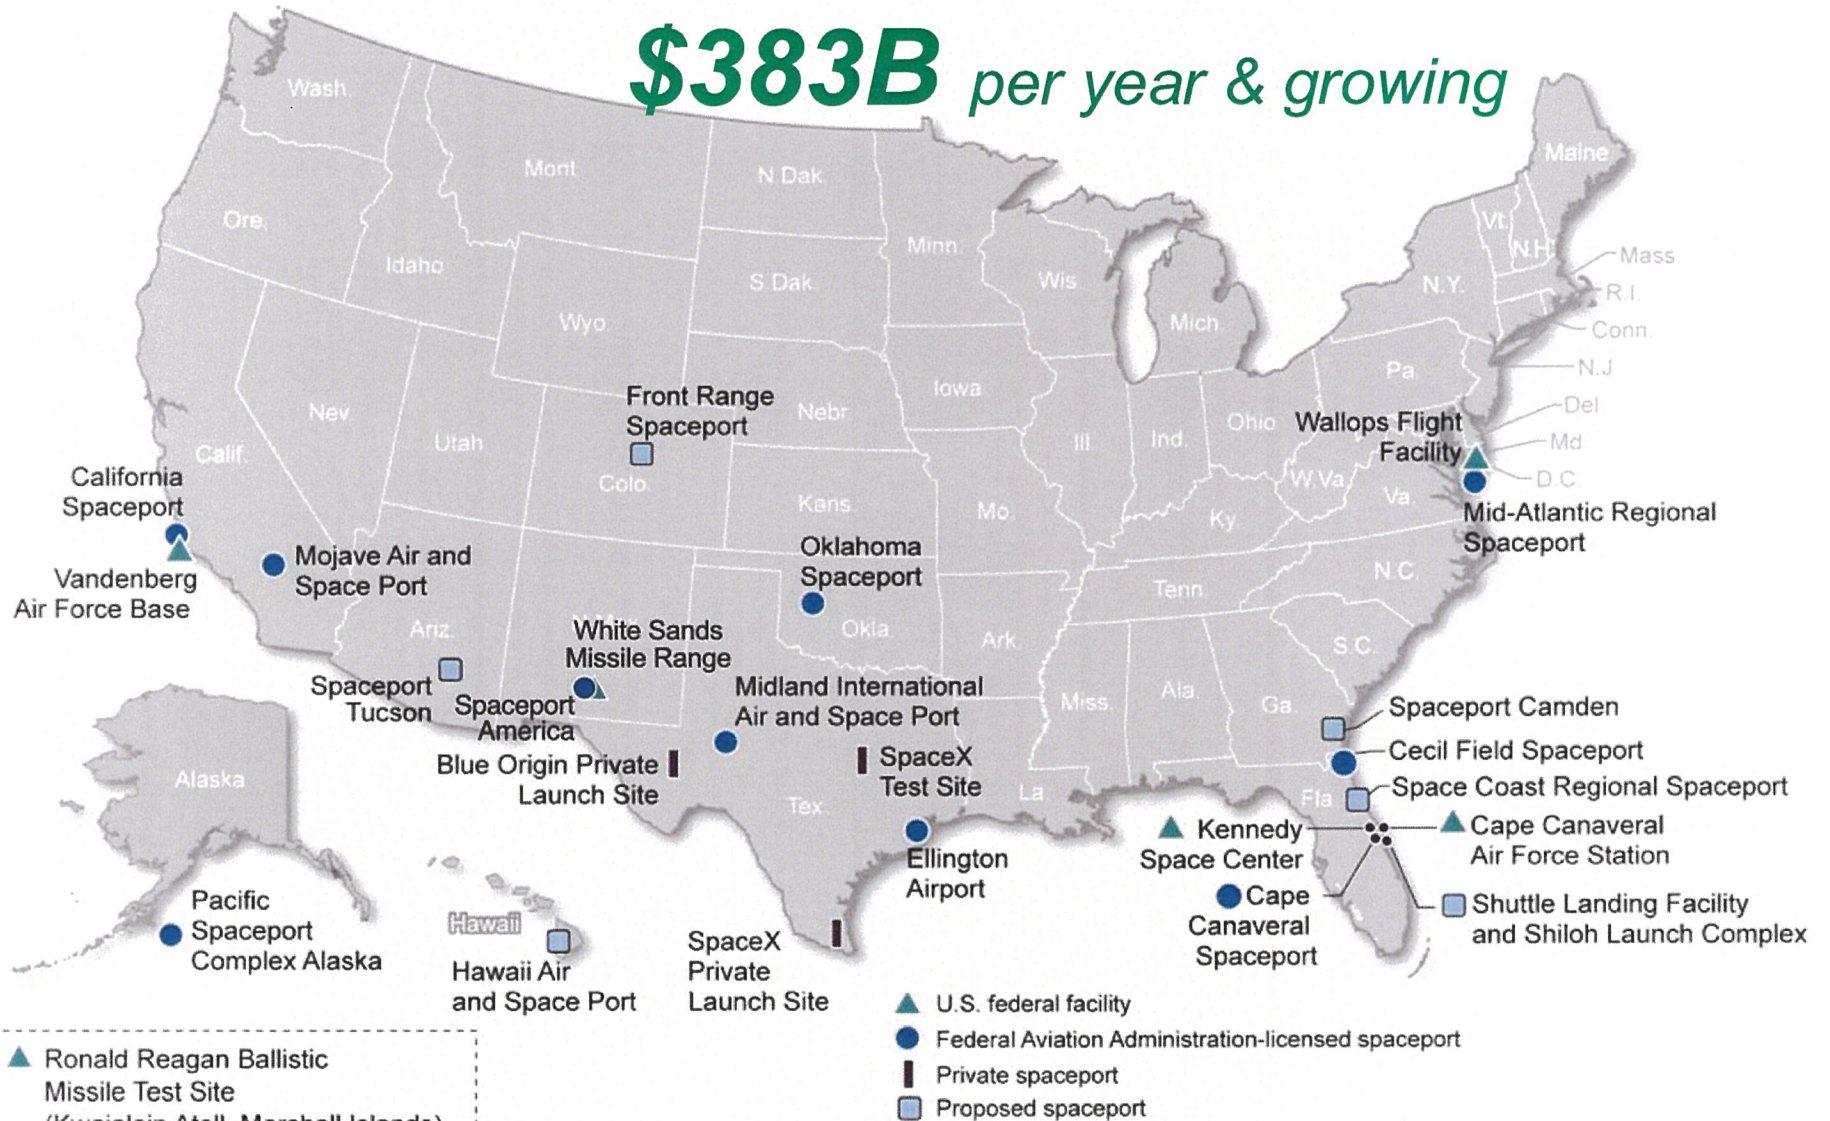 $383B per year & growing
Wash.
Mont
N.Dak.
Minn.
Maine
Ore.
Idaho
Wyo.
S.Dak.
Wis
Mich.
Vt.
N.H.
N.Y.
Mass
R.I.
Conn.
N.J
Del
Md
D.C.
Pa.
Nev.
Utah
Calif.
Colo.
Nebr.
Iowa
Ill.
Ind.
Ohio
W.Va.
Va.
Kans.
Mo.
Ky.
Tenn.
N.C.
S.C.
Ariz.
Okla.
Ark.
Miss.
Ala.
Ga.
Tex.
La
Fla
Alaska
Hawaii
Front Range
Spaceport
Wallops Flight
Facility
Mid-Atlantic Regional
Spaceport
California
Spaceport
Vandenberg
Air Force Base
Mojave Air and
Space Port
Oklahoma
Spaceport
White Sands
Missile Range
Spaceport
Tucson
Spaceport
America
Midland International
Air and Space Port
Blue Origin Private
Launch Site
SpaceX
Test Site
Ellington
Airport
SpaceX
Private
Launch Site
Spaceport Camden
Cecil Field Spaceport
Space Coast Regional Spaceport
Kennedy
Space Center
Cape Canaveral
Air Force Station
Cape
Canaveral
Spaceport
Shuttle Landing Facility
and Shiloh Launch Complex
Pacific
Spaceport
Complex Alaska
Hawaii Air
and Space Port
U.S. federal facility
Federal Aviation Administration-licensed spaceport
Private spaceport
Proposed spaceport
Ronald Reagan Ballistic
Missile Test Site
(Kwajalein Atoll, Marshall Islands)